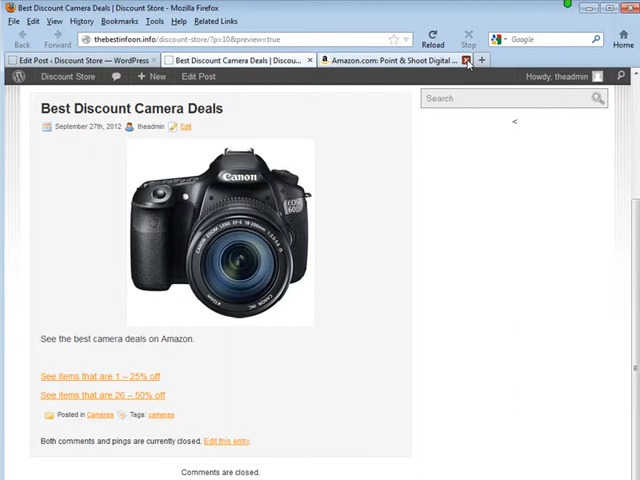 Best Discount Camera Deals | Discount Store - Mozilla Firefox
File Edit View History Bookmarks Tools Help Related Links
Back Forward thebestinfoon.info/discount-store/?p=10&preview=true Reload Stop Google
Edit Post ‹ Discount Store — WordPress Best Discount Camera Deals | Discou... Amazon.com: Point & Shoot Digital ...
Discount Store + New Edit Post Howdy, theadmin
Best Discount Camera Deals
Search
September 27th, 2012 theadmin Edit
<
Canon
EOS
60D
See the best camera deals on Amazon.
See items that are 1 – 25% off
See items that are 26 – 50% off
Posted in Cameras Tags: cameras
Both comments and pings are currently closed. Edit this entry.
Comments are closed.